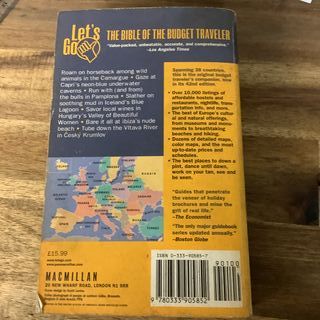 Let's
Go
THE BIBLE OF THE BUDGET TRAVELER
"Value-packed, unbeatable, accurate, and comprehensive."
—Los Angeles Times
Roam on horseback among wild
animals in the Camargue • Gaze at
Capri's neon-blue underwater
caverns • Run with (and from)
the bulls in Pamplona • Slather on
soothing mud in Iceland's Blue
Lagoon • Savor local wines in
Hungary's Valley of Beautiful
Women • Bare it all at Ibiza's nude
beach • Tube down the Vltava River
in Český Krumlov
Spanning 38 countries,
this is the original budget
traveler's companion, now
in its 42nd edition.
• Over 10,000 listings of
affordable hostels and
restaurants, nightlife, trans-
portation info, and more.
• The best of Europe's cultur-
al and natural offerings,
from museums and monu-
ments to breathtaking
beaches and hiking.
• Dozens of detailed maps,
color maps, and the most
up-to-date prices and
schedules.
• The best places to down a
pint, dance until dawn,
work on your tan, see and
be seen.
"Guides that penetrate
the veneer of holiday
brochures and mine the
grit of real life."
—The Economist
"The only major guidebook
series updated annually."
—Boston Globe
£15.99
MACMILLAN
20 NEW WHARF ROAD, LONDON N1 9RR
ISBN 0-333-90585-7
90100
9 780333 905852